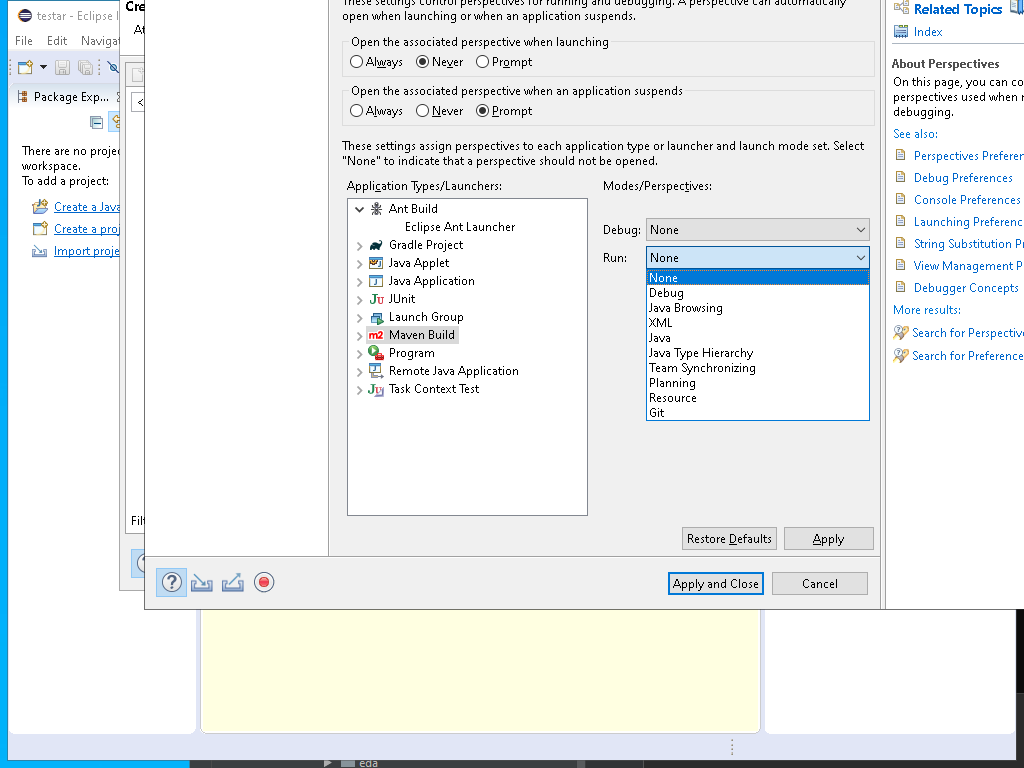 testar - Eclipse I
File Edit Navigat
Package Exp...
There are no proje
workspace.
To add a project:
Create a Java
Create a proj
Import proje
Cre
At
<
Filt
These settings control perspectives for running and debugging. A perspective can automatically
open when launching or when an application suspends.
Open the associated perspective when launching
Always Never Prompt
Open the associated perspective when an application suspends
Always Never Prompt
These settings assign perspectives to each application type or launcher and launch mode set. Select
"None" to indicate that a perspective should not be opened.
Application Types/Launchers:
Ant Build
Eclipse Ant Launcher
Gradle Project
Java Applet
Java Application
Ju JUnit
Launch Group
m2 Maven Build
Program
Remote Java Application
Task Context Test
Modes/Perspectives:
Debug: None
Run: None
None
Debug
Java Browsing
XML
Java
Java Type Hierarchy
Team Synchronizing
Planning
Resource
Git
Restore Defaults Apply
Apply and Close Cancel
Related Topics
Index
About Perspectives
On this page, you can co
perspectives used when r
debugging.
See also:
Perspectives Preferen
Debug Preferences
Console Preferences
Launching Preferenc
String Substitution Pr
View Management P
Debugger Concepts
More results:
Search for Perspective
Search for Preference
eda